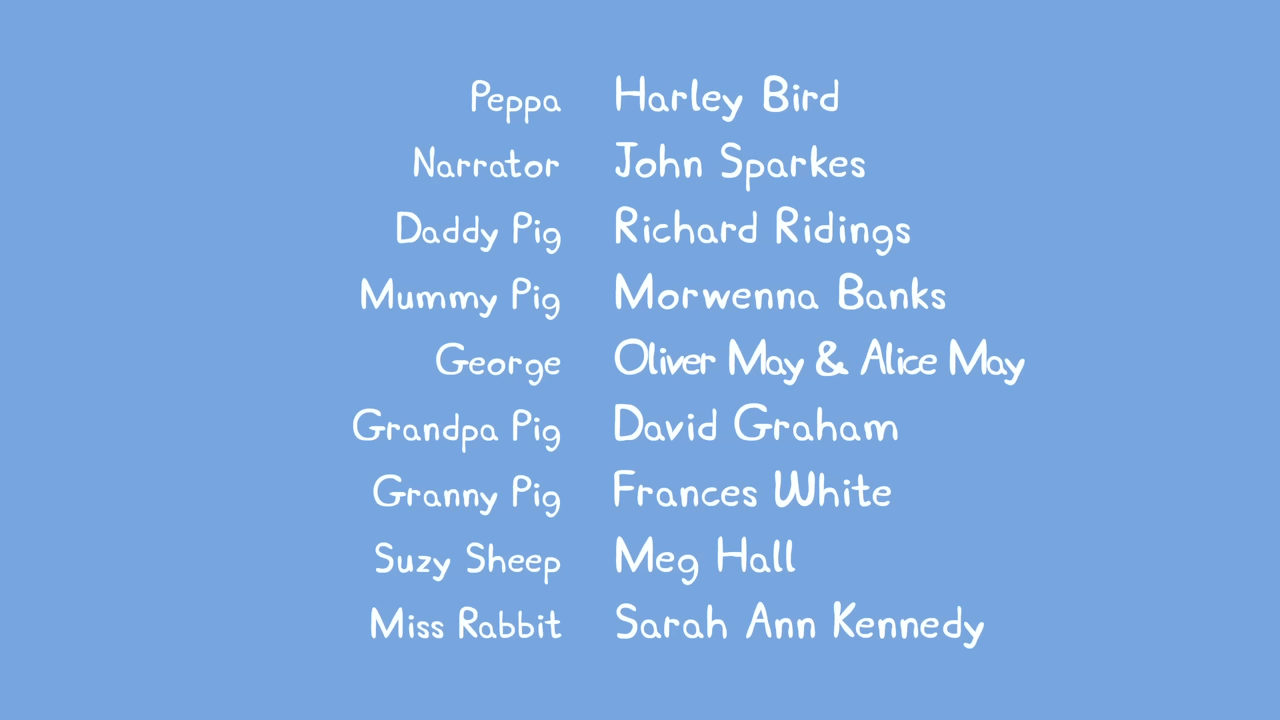 Peppa Harley Bird
Narrator John Sparkes
Daddy Pig Richard Ridings
Mummy Pig Morwenna Banks
George Oliver May & Alice May
Grandpa Pig David Graham
Granny Pig Frances White
Suzy Sheep Meg Hall
Miss Rabbit Sarah Ann Kennedy